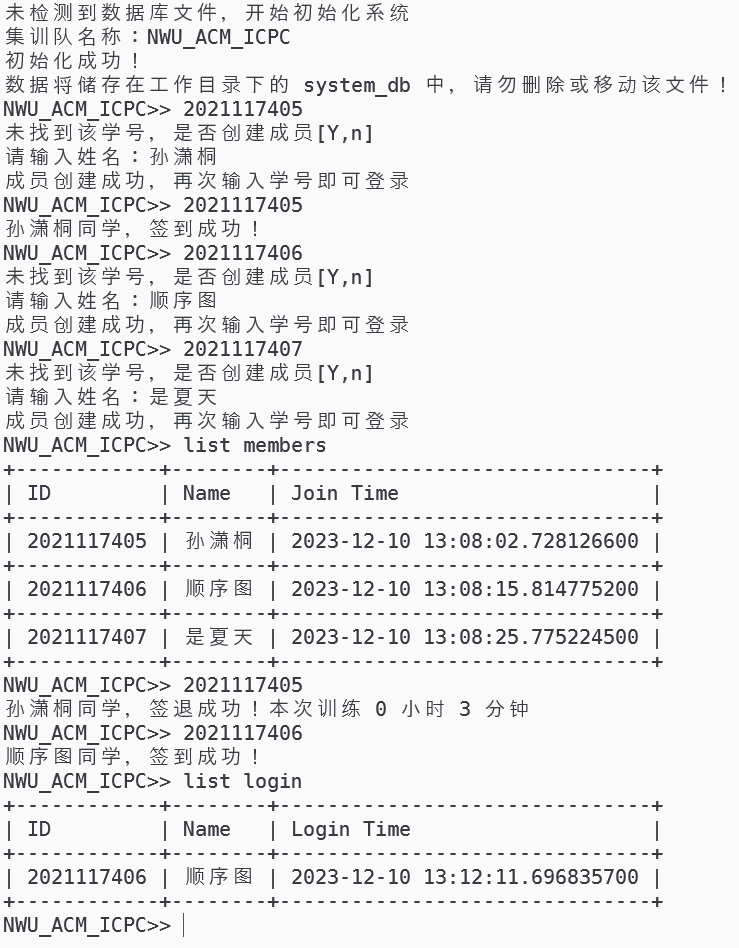 未检测到数据库文件，开始初始化系统
集训队名称：NWU_ACM_ICPC
初始化成功！
数据将储存在工作目录下的 system_db 中，请勿删除或移动该文件！
NWU_ACM_ICPC>> 2021117405
未找到该学号，是否创建成员[Y,n]
请输入姓名：孙潇桐
成员创建成功，再次输入学号即可登录
NWU_ACM_ICPC>> 2021117405
孙潇桐同学，签到成功！
NWU_ACM_ICPC>> 2021117406
未找到该学号，是否创建成员[Y,n]
请输入姓名：顺序图
成员创建成功，再次输入学号即可登录
NWU_ACM_ICPC>> 2021117407
未找到该学号，是否创建成员[Y,n]
请输入姓名：是夏天
成员创建成功，再次输入学号即可登录
NWU_ACM_ICPC>> list members
+------------+--------+-------------------------------+
| ID         | Name   | Join Time                     |
+------------+--------+-------------------------------+
| 2021117405 | 孙潇桐 | 2023-12-10 13:08:02.728126600 |
+------------+--------+-------------------------------+
| 2021117406 | 顺序图 | 2023-12-10 13:08:15.814775200 |
+------------+--------+-------------------------------+
| 2021117407 | 是夏天 | 2023-12-10 13:08:25.775224500 |
+------------+--------+-------------------------------+
NWU_ACM_ICPC>> 2021117405
孙潇桐同学，签退成功！本次训练 0 小时 3 分钟
NWU_ACM_ICPC>> 2021117406
顺序图同学，签到成功！
NWU_ACM_ICPC>> list login
+------------+--------+-------------------------------+
| ID         | Name   | Login Time                    |
+------------+--------+-------------------------------+
| 2021117406 | 顺序图 | 2023-12-10 13:12:11.696835700 |
+------------+--------+-------------------------------+
NWU_ACM_ICPC>>